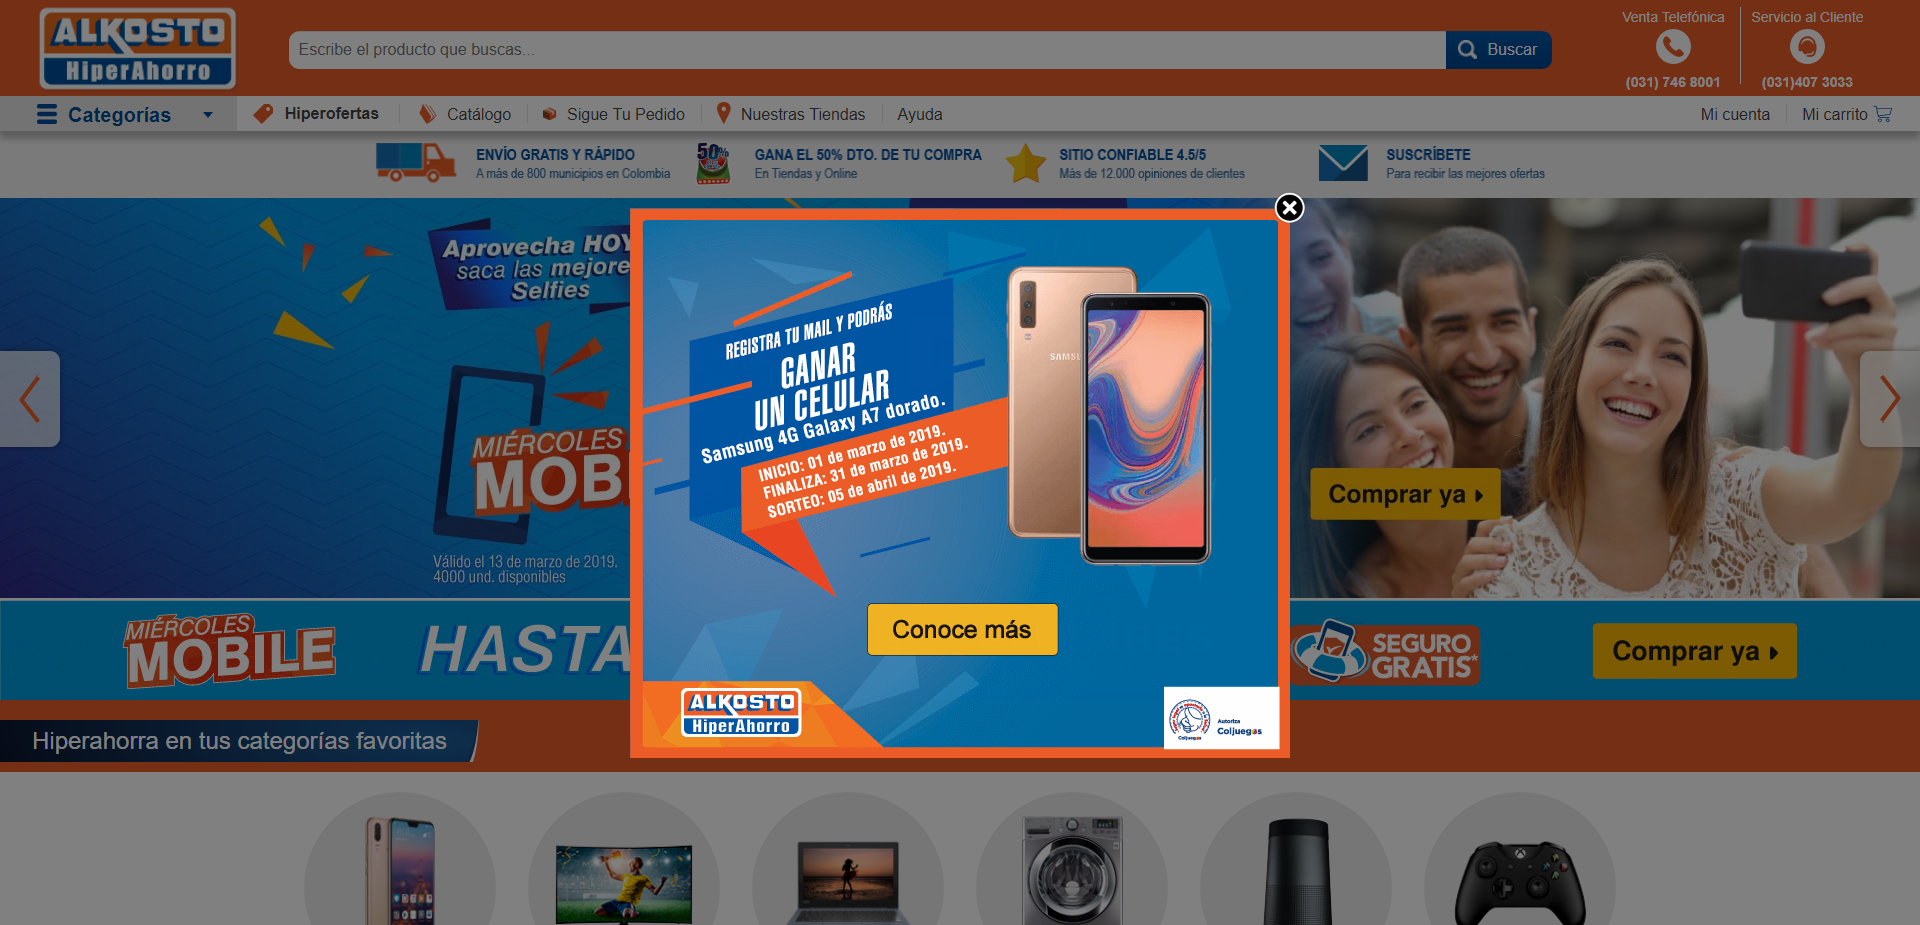 ALKOSTO
HiperAhorro
Escribe el producto que buscas...
Buscar
Venta Telefónica
(031) 746 8001
Servicio al Cliente
(031)407 3033
Categorías
Hiperofertas
Catálogo
Sigue Tu Pedido
Nuestras Tiendas
Ayuda
Mi cuenta
Mi carrito
ENVÍO GRATIS Y RÁPIDO
A más de 800 municipios en Colombia
50%
GANA EL 50% DTO. DE TU COMPRA
En Tiendas y Online
SITIO CONFIABLE 4.5/5
Más de 12.000 opiniones de clientes
SUSCRÍBETE
Para recibir las mejores ofertas
Aprovecha HOY
saca las mejore
Selfies
MIÉRCOLES
MOB
Válido el 13 de marzo de 2019.
4000 und. disponibles
REGISTRA TU MAIL Y PODRÁS
GANAR
UN CELULAR
Samsung 4G Galaxy A7 dorado.
INICIO: 01 de marzo de 2019.
FINALIZA: 31 de marzo de 2019.
SORTEO: 05 de abril de 2019.
SAMSU
Conoce más
ALKOSTO
HiperAhorro
Autoriza
Coljuegos
Coljuegos
Comprar ya
MIÉRCOLES
MOBILE
HASTA
SEGURO
GRATIS*
Comprar ya
Hiperahorra en tus categorías favoritas